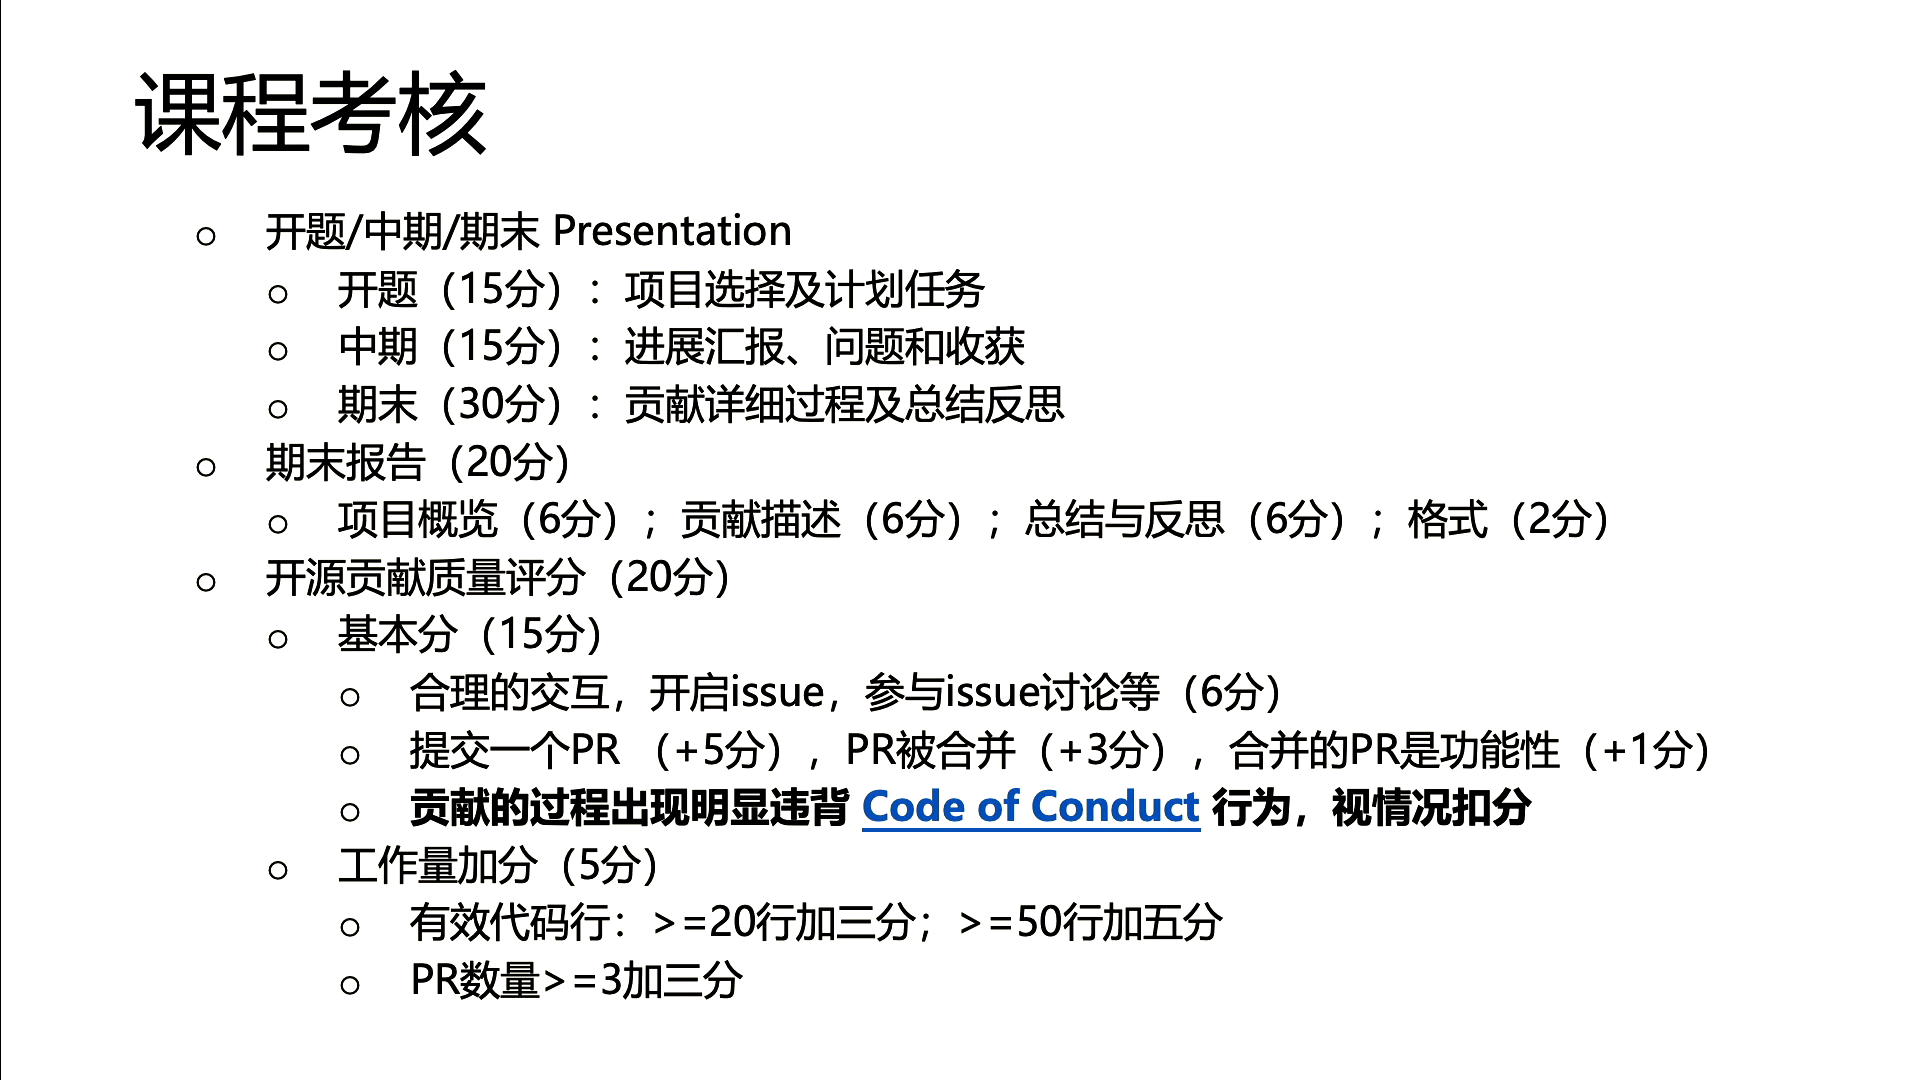 课程考核
开题/中期/期末 Presentation
开题（15分）：项目选择及计划任务
中期（15分）：进展汇报、问题和收获
期末（30分）：贡献详细过程及总结反思
期末报告（20分）
项目概览（6分）；贡献描述（6分）；总结与反思（6分）；格式（2分）
开源贡献质量评分（20分）
基本分（15分）
合理的交互，开启issue，参与issue讨论等（6分）
提交一个PR （+5分），PR被合并（+3分），合并的PR是功能性（+1分）
贡献的过程出现明显违背 Code of Conduct 行为，视情况扣分
工作量加分（5分）
有效代码行：>=20行加三分；>=50行加五分
PR数量>=3加三分